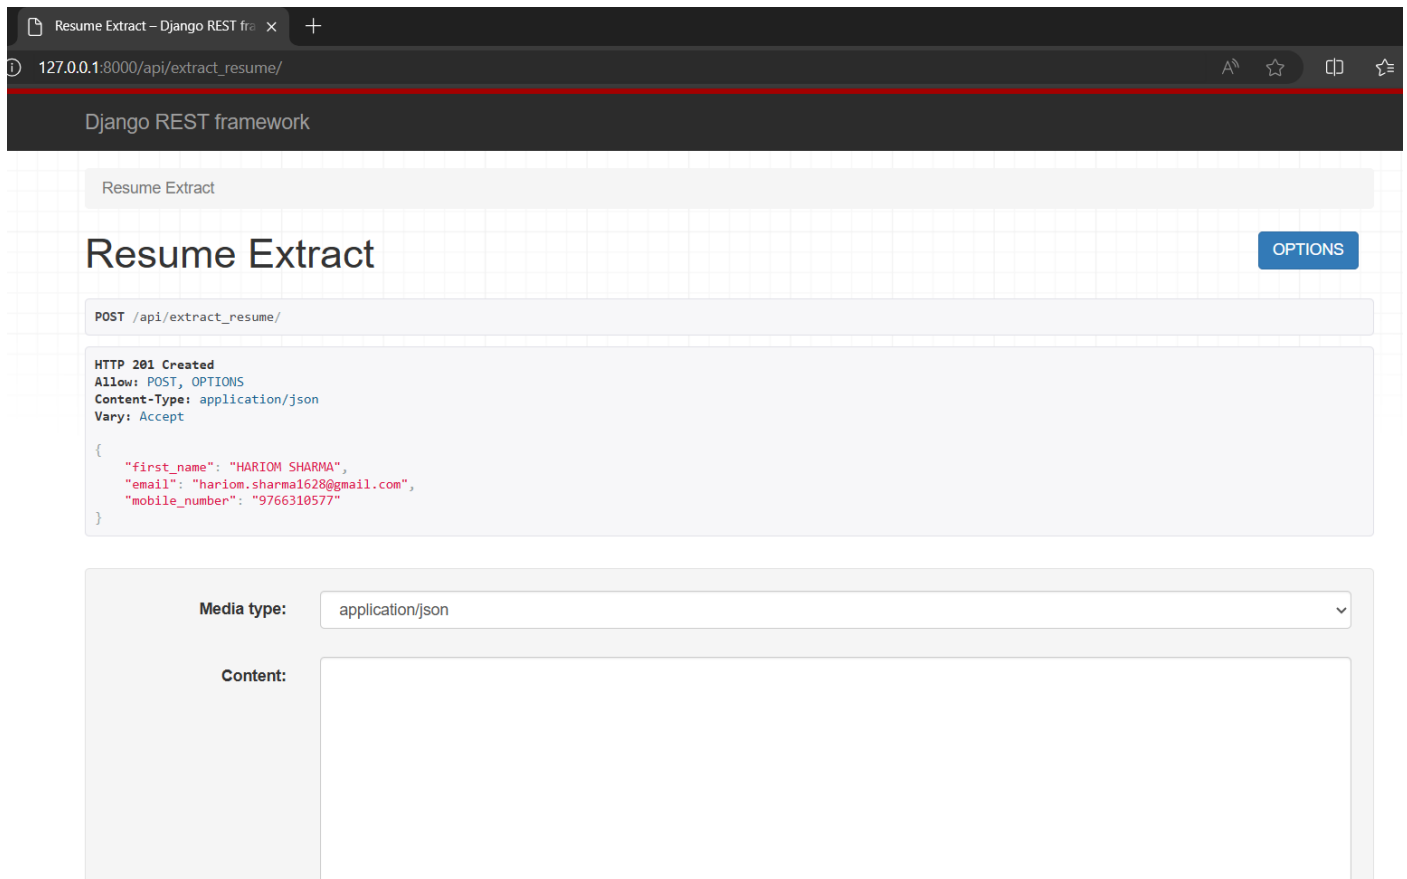 Resume Extract – Django REST fra
127.0.0.1:8000/api/extract_resume/
Django REST framework
Resume Extract
Resume Extract
OPTIONS
POST /api/extract_resume/
HTTP 201 Created
Allow: POST, OPTIONS
Content-Type: application/json
Vary: Accept
{
"first_name": "HARIOM SHARMA",
"email": "hariom.sharma1628@gmail.com",
"mobile_number": "9766310577"
}
Media type:
application/json
Content: